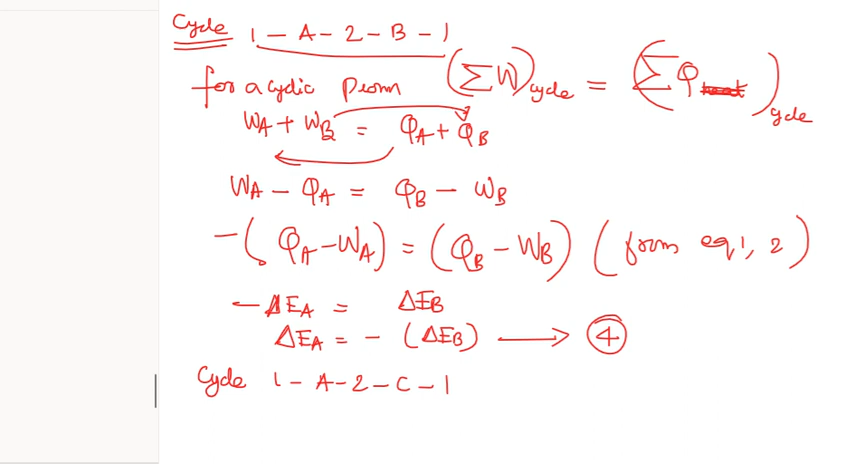 Cycle 1 - A - 2 - B - 1
for a cyclic (ΣW)cycle = (ΣQ)cycle
WA + WB = QA + QB
WA - QA = QB - WB
-(QA - WA) = (QB - WB) (from eq 1, 2)
- ΔEA = ΔEB
ΔEA = - (ΔEB) → ④
Cycle 1 - A - 2 - C - 1